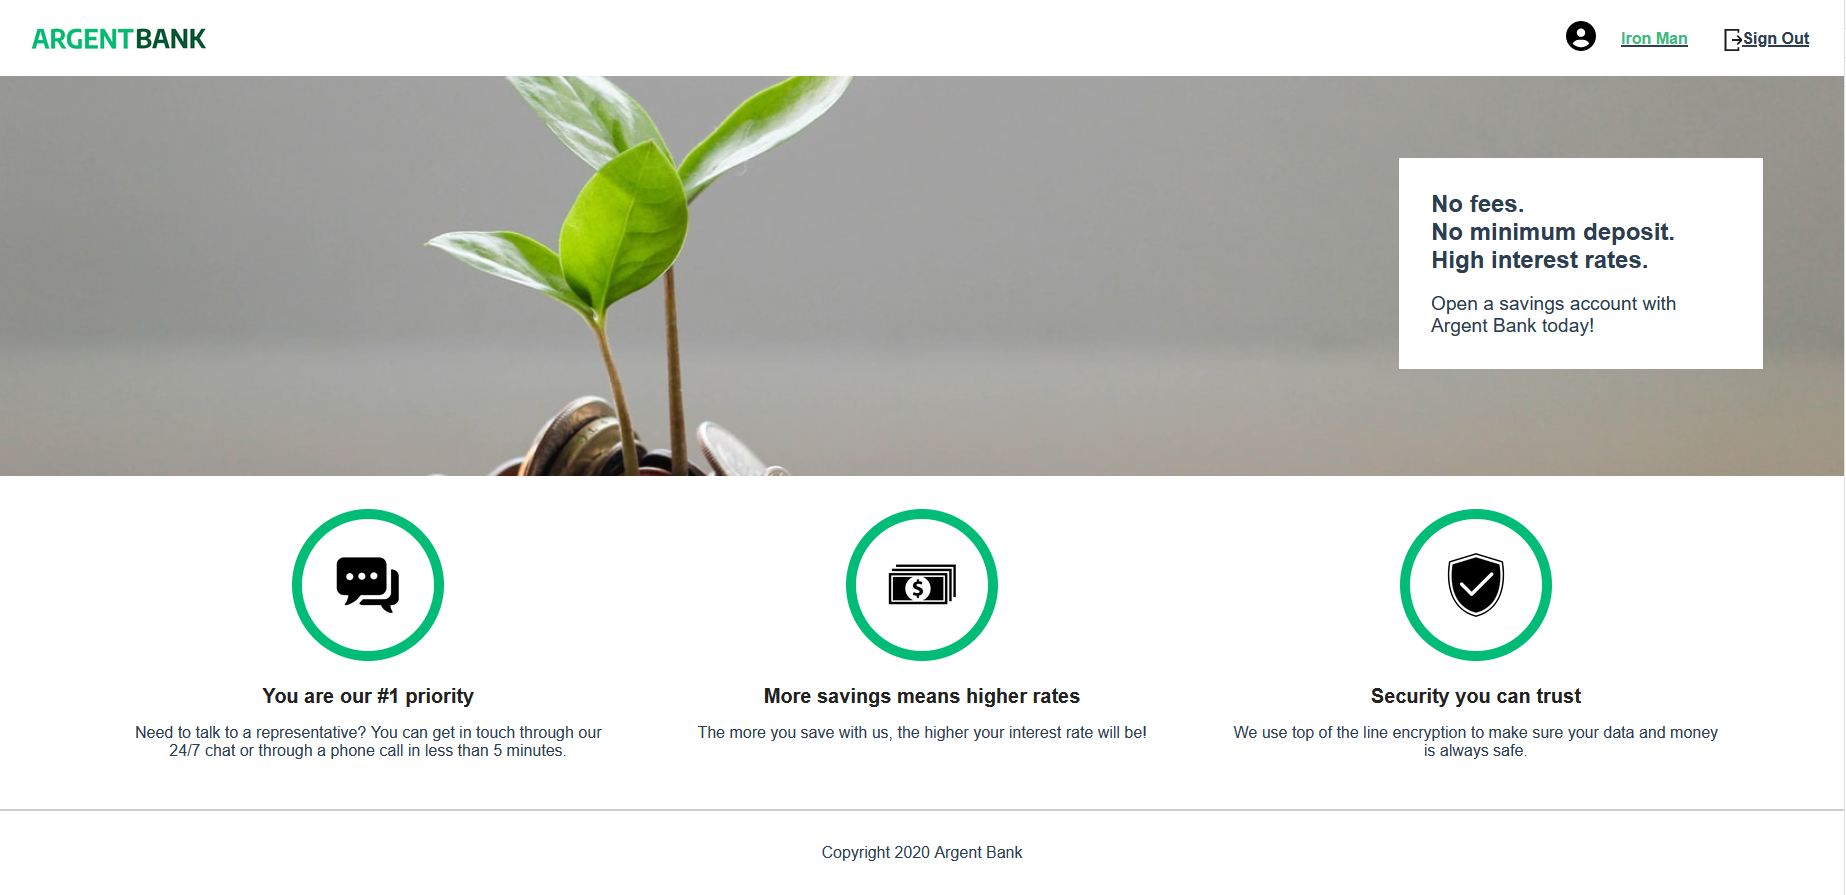 ARGENTBANK
Iron Man
Sign Out
No fees.
No minimum deposit.
High interest rates.
Open a savings account with
Argent Bank today!
You are our #1 priority
Need to talk to a representative? You can get in touch through our
24/7 chat or through a phone call in less than 5 minutes.
$
More savings means higher rates
The more you save with us, the higher your interest rate will be!
Security you can trust
We use top of the line encryption to make sure your data and money
is always safe.
Copyright 2020 Argent Bank